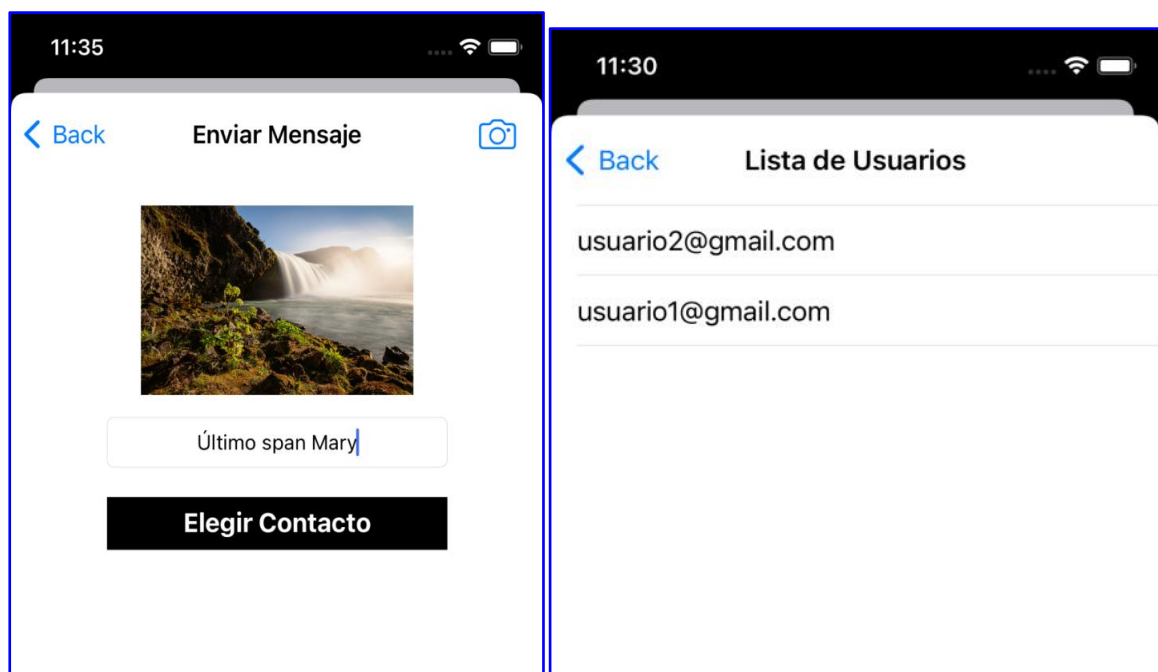 11:35
Back
Enviar Mensaje
Último span Mary
Elegir Contacto
11:30
Back
Lista de Usuarios
usuario2@gmail.com
usuario1@gmail.com